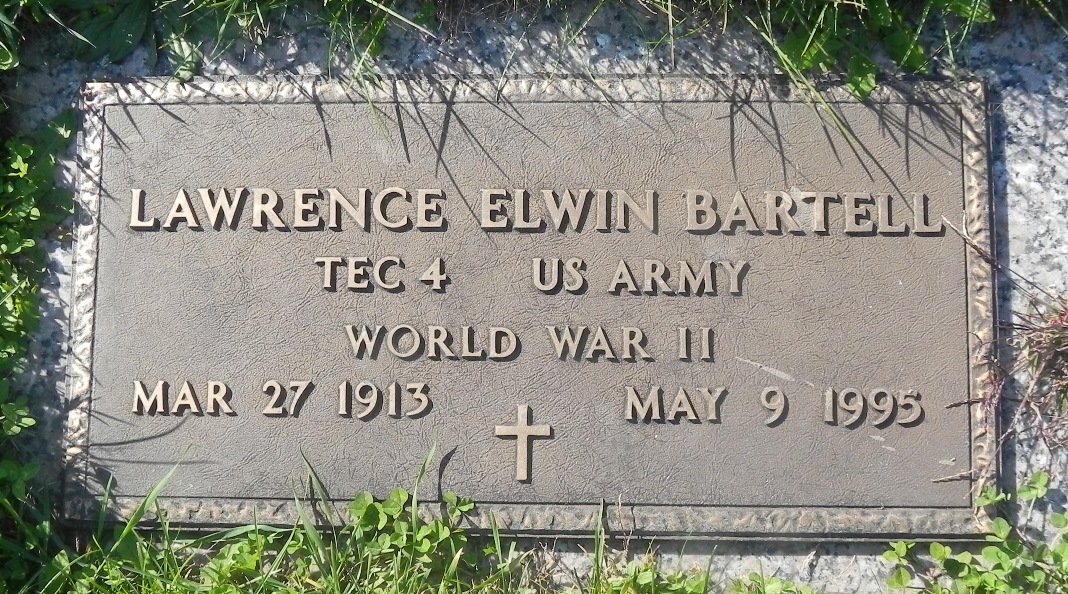 LAWRENCE ELWIN BARTELL
TEC 4 US ARMY
WORLD WAR II
MAR 27 1913 MAY 9 1995